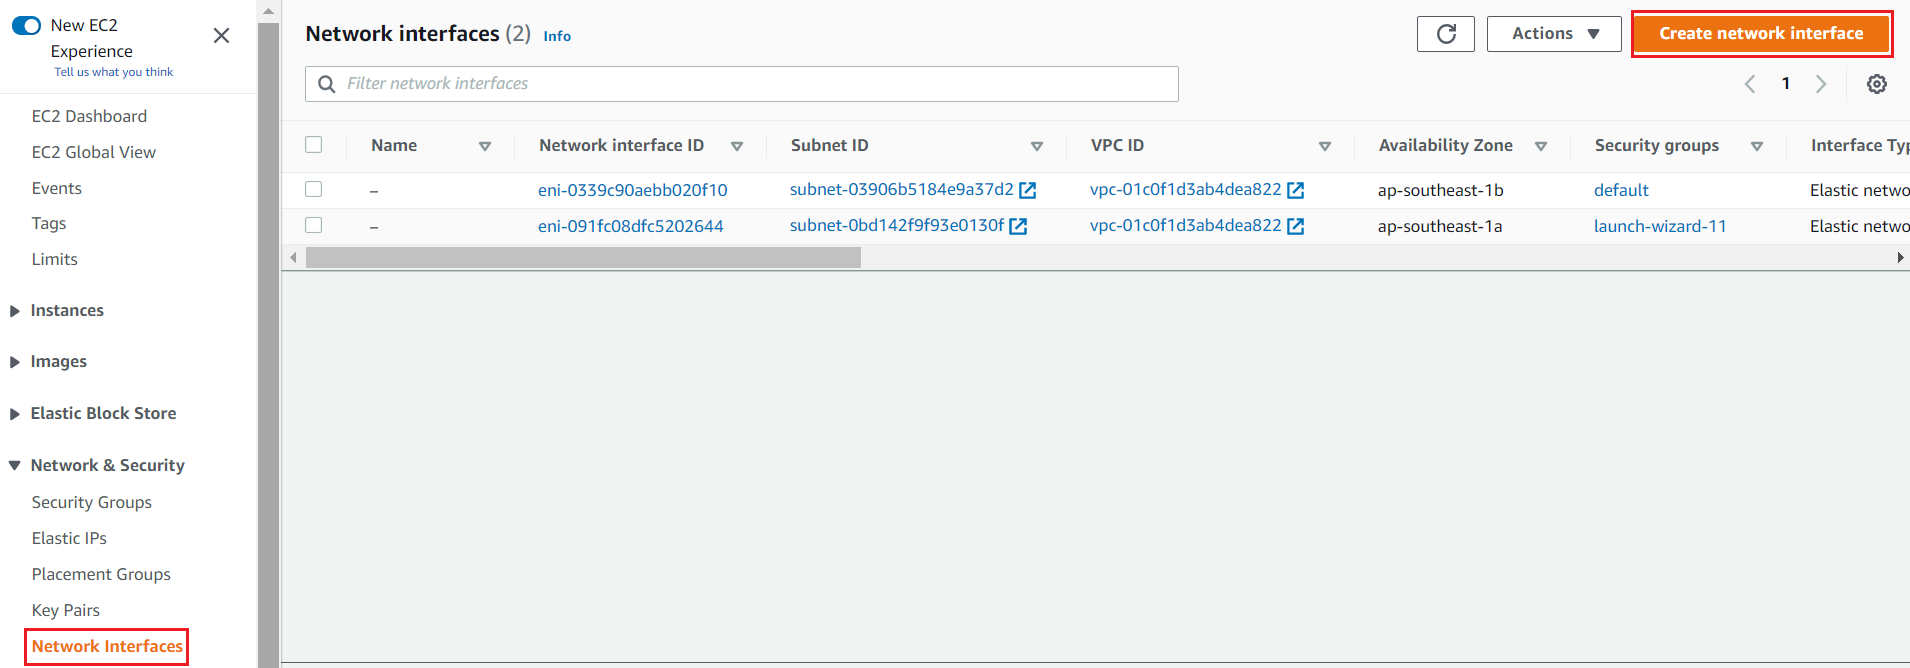 New EC2
Experience
Tell us what you think
EC2 Dashboard
EC2 Global View
Events
Tags
Limits
Instances
Images
Elastic Block Store
Network & Security
Security Groups
Elastic IPs
Placement Groups
Key Pairs
Network Interfaces
Network interfaces (2) Info
Actions
Create network interface
Filter network interfaces
1
Name Network interface ID Subnet ID VPC ID Availability Zone Security groups Interface Typ
– eni-0339c90aebb020f10 subnet-03906b5184e9a37d2 vpc-01c0f1d3ab4dea822 ap-southeast-1b default Elastic netwo
– eni-091fc08dfc5202644 subnet-0bd142f9f93e0130f vpc-01c0f1d3ab4dea822 ap-southeast-1a launch-wizard-11 Elastic netwo